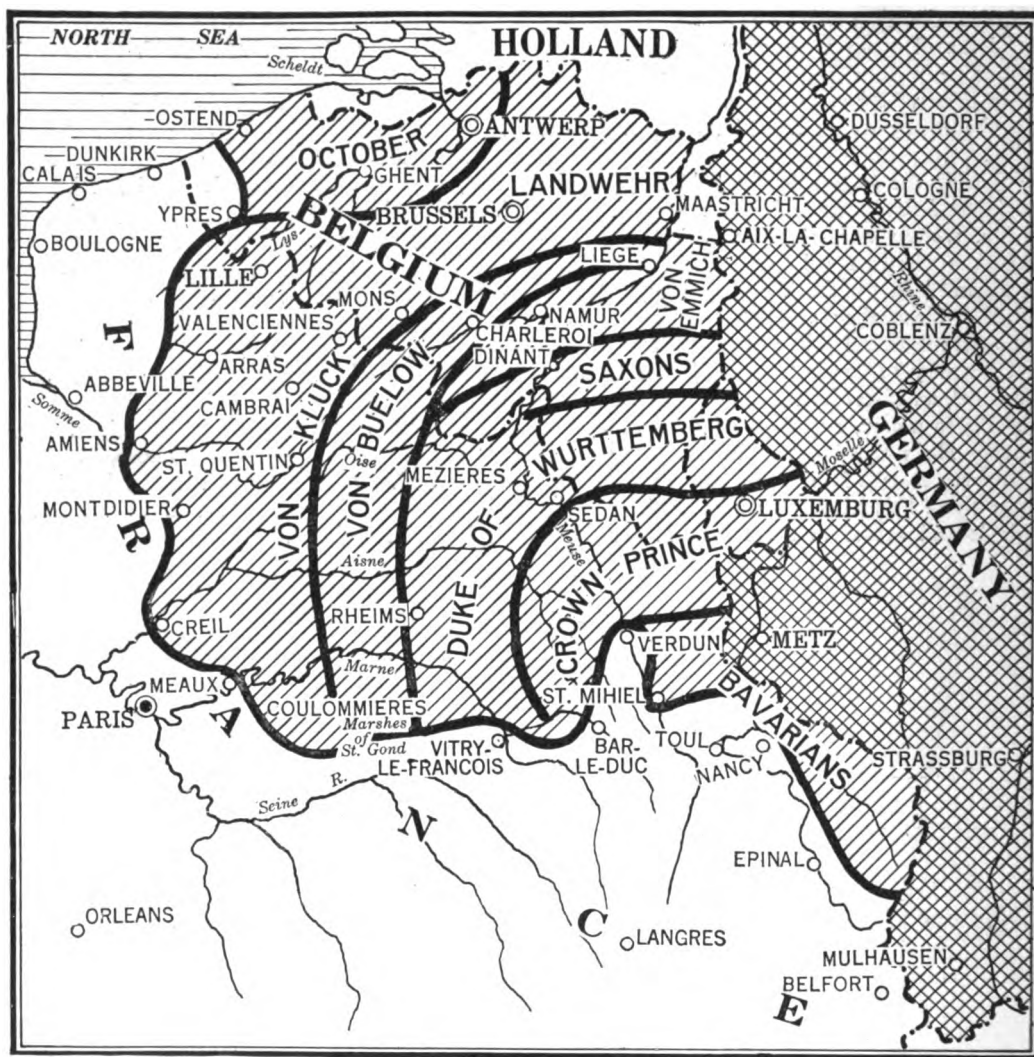 NORTH SEA
HOLLAND
Scheldt
OSTEND
ANTWERP
DUSSELDORF
OCTOBER
DUNKIRK
GHENT
CALAIS
LANDWEHR
COLOGNE
YPRES
BRUSSELS
MAASTRICHT
BOULOGNE
Lys
BELGIUM
AIX-LA-CHAPELLE
LIEGE
LILLE
VON
EMMICH
Rhine
MONS
NAMUR
VALENCIENNES
CHARLEROI
COBLENZ
DINANT
ARRAS
SAXONS
ABBEVILLE
CAMBRAI
VON KLUCK
VON BUELOW
Somme
GERMANY
AMIENS
WURTTEMBERG
Moselle
ST. QUENTIN
Oise
MEZIERES
MONTDIDIER
SEDAN
LUXEMBURG
Meuse
Aisne
DUKE OF
CROWN PRINCE
RHEIMS
CREIL
VERDUN
METZ
Marne
MEAUX
ST. MIHIEL
BAVARIANS
PARIS
COULOMMIERES
Marshes
of
St. Gond
VITRY-
LE-FRANCOIS
BAR-
LE-DUC
TOUL
NANCY
STRASSBURG
Seine R.
EPINAL
ORLEANS
LANGRES
MULHAUSEN
BELFORT
FRANCE